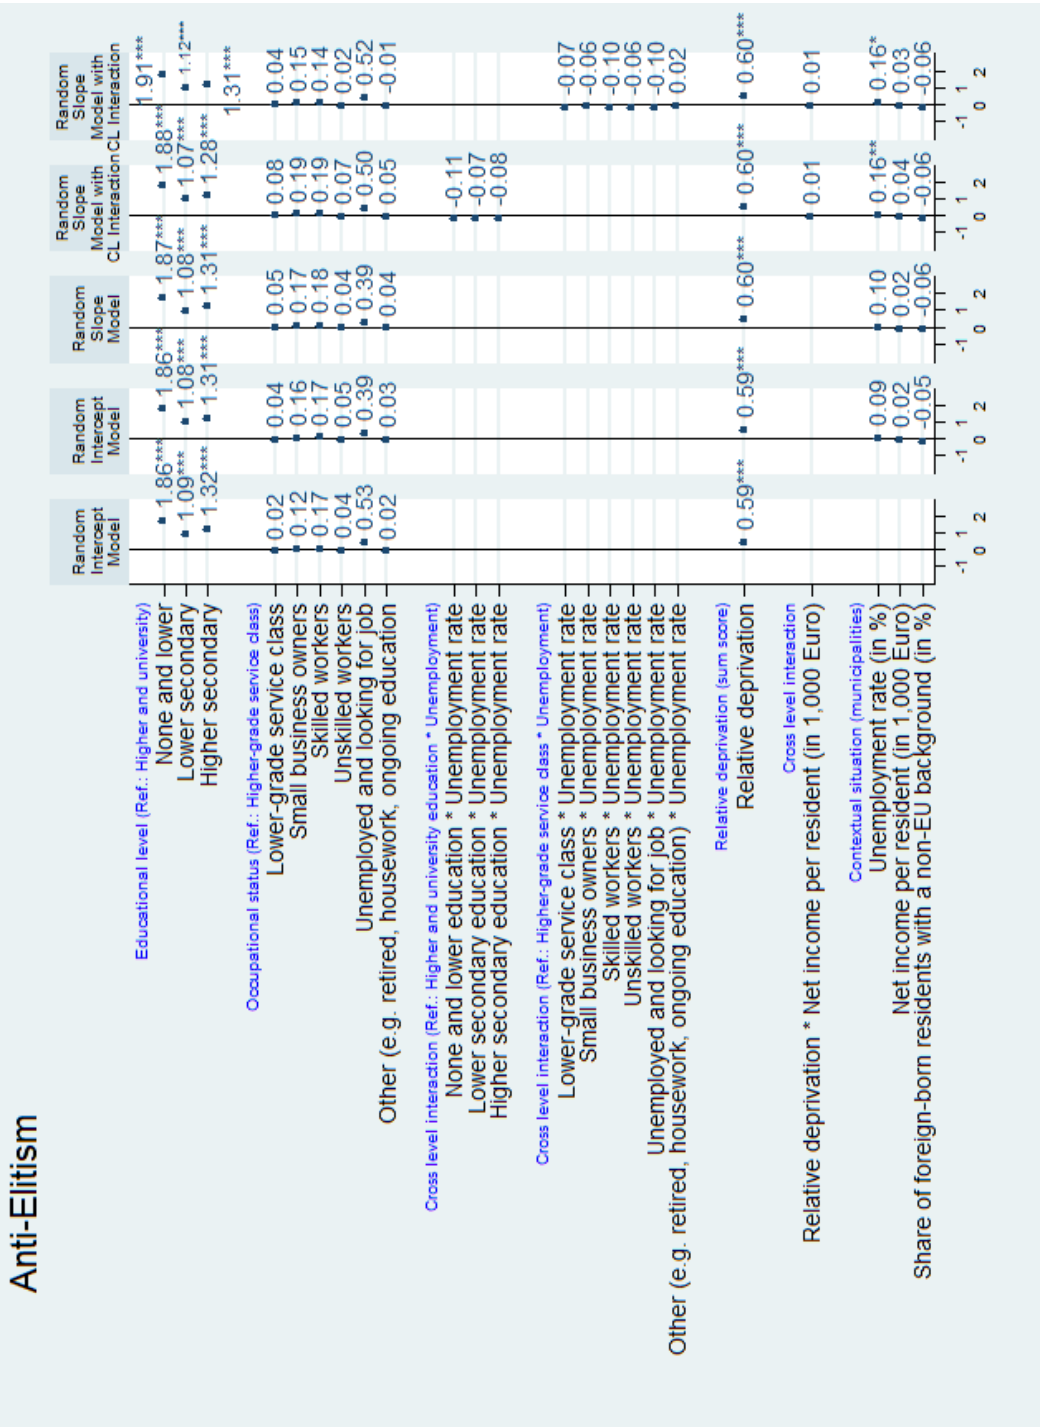 Anti-Elitism
Random Intercept Model
Random Intercept Model
Random Slope Model
Random Slope Model with CL Interaction
Random Slope Model with CL Interaction
Educational level (Ref.: Higher and university)
None and lower 1.86*** 1.86*** 1.87*** 1.88*** 1.91***
Lower secondary 1.09*** 1.08*** 1.08*** 1.07*** 1.12***
Higher secondary 1.32*** 1.31*** 1.31*** 1.28*** 1.31***
Occupational status (Ref.: Higher-grade service class)
Lower-grade service class 0.02 0.04 0.05 0.08 0.04
Small business owners 0.12 0.16 0.17 0.19 0.15
Skilled workers 0.17 0.17 0.18 0.19 0.14
Unskilled workers 0.04 0.05 0.04 0.07 0.02
Unemployed and looking for job 0.53 0.39 0.39 0.50 0.52
Other (e.g. retired, housework, ongoing education 0.02 0.03 0.04 0.05 -0.01
Cross level interaction (Ref.: Higher and university education * Unemployment)
None and lower education * Unemployment rate -0.11
Lower secondary education * Unemployment rate -0.07
Higher secondary education * Unemployment rate -0.08
Cross level interaction (Ref.: Higher-grade service class * Unemployment)
Lower-grade service class * Unemployment rate -0.07
Small business owners * Unemployment rate -0.06
Skilled workers * Unemployment rate -0.10
Unskilled workers * Unemployment rate -0.06
Unemployed and looking for job * Unemployment rate -0.10
Other (e.g. retired, housework, ongoing education) * Unemployment rate 0.02
Relative deprivation (sum score)
Relative deprivation 0.59*** 0.59*** 0.60*** 0.60*** 0.60***
Cross level interaction
Relative deprivation * Net income per resident (in 1,000 Euro) 0.01 0.01
Contextual situation (municipalities)
Unemployment rate (in %) 0.09 0.10 0.16** 0.16*
Net income per resident (in 1,000 Euro) 0.02 0.02 0.04 0.03
Share of foreign-born residents with a non-EU background (in %) -0.05 -0.06 -0.06 -0.06
-1 0 1 2 -1 0 1 2 -1 0 1 2 -1 0 1 2 -1 0 1 2